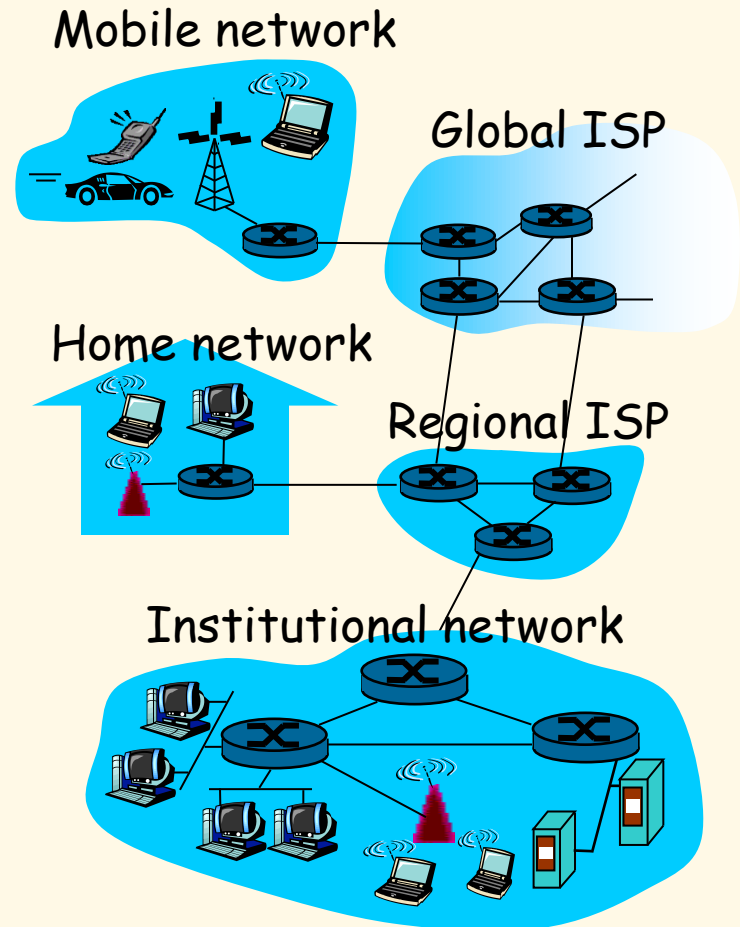 Mobile network
Global ISP
Home network
Regional ISP
Institutional network